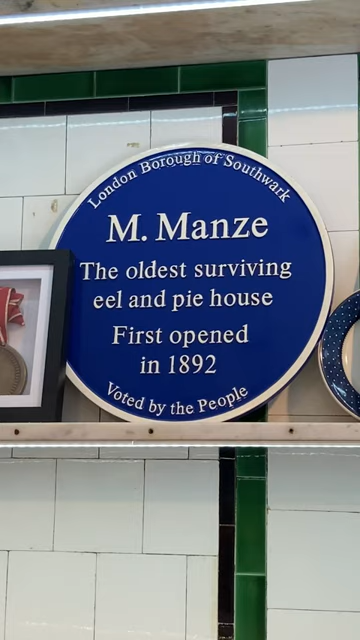 London Borough of Southwark
M. Manze
The oldest surviving
eel and pie house
First opened
in 1892
Voted by the People